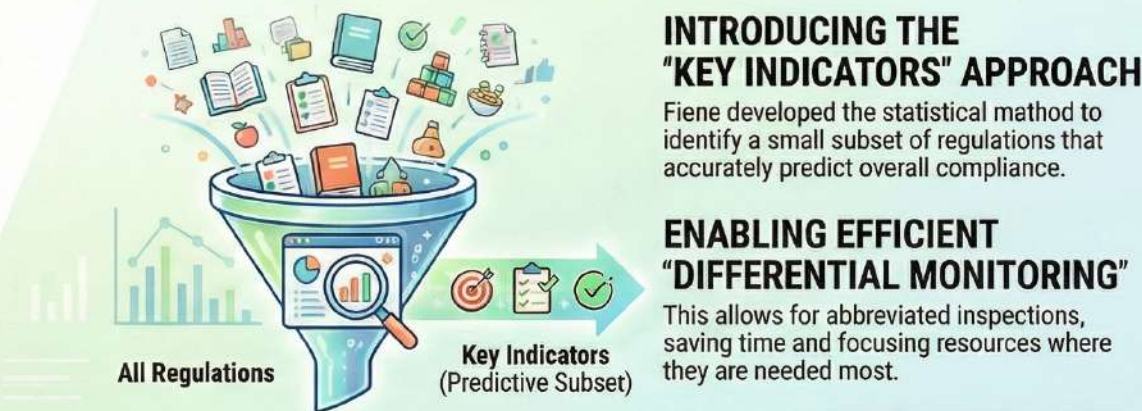 INTRODUCING THE
"KEY INDICATORS" APPROACH
Fiene developed the statistical mathod to
identify a small subset of regulations that
accurately predict overall compliance.
ENABLING EFFICIENT
"DIFFERENTIAL MONITORING"
This allows for abbreviated inspections,
saving time and focusing resources where
they are needed most.
All Regulations
Key Indicators
(Predictive Subset)